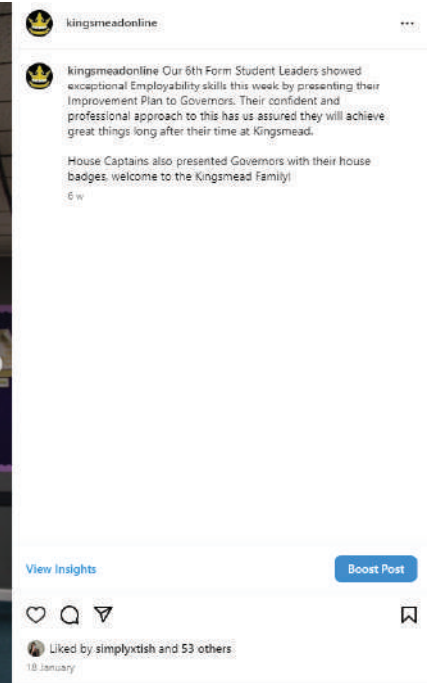 kingsmeadonline
kingsmeadonline Our 6th Form Student Leaders showed
exceptional Employability skills this week by presenting their
Improvement Plan to Governors. Their confident and
professional approach to this has us assured they will achieve
great things long after their time at Kingsmead.
House Captains also presented Governors with their house
badges, welcome to the Kingsmead Family!
6 w
View Insights
Boost Post
Liked by simplyxtish and 53 others
18 January